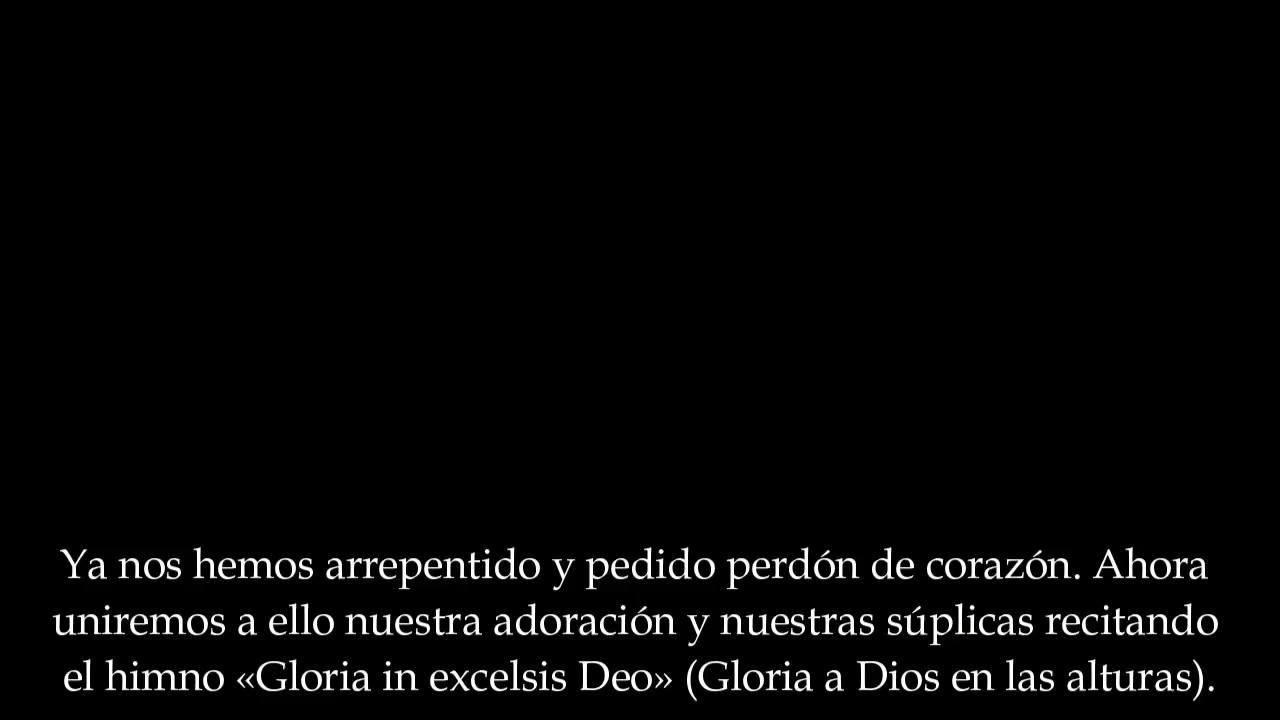 Ya nos hemos arrepentido y pedido perdón de corazón. Ahora
uniremos a ello nuestra adoración y nuestras súplicas recitando
el himno «Gloria in excelsis Deo» (Gloria a Dios en las alturas).